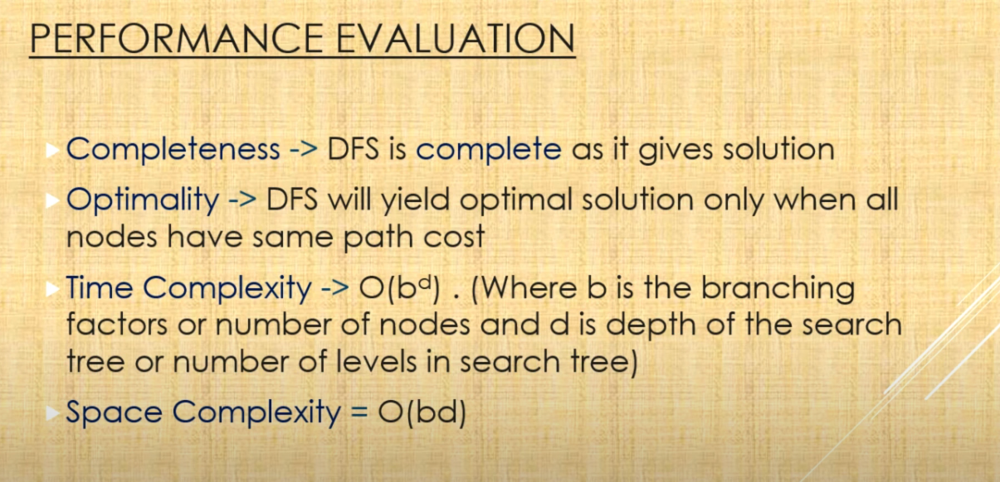 PERFORMANCE EVALUATION
Completeness -> DFS is complete as it gives solution
Optimality -> DFS will yield optimal solution only when all
nodes have same path cost
Time Complexity -> O(bᵈ) . (Where b is the branching
factors or number of nodes and d is depth of the search
tree or number of levels in search tree)
Space Complexity = O(bd)